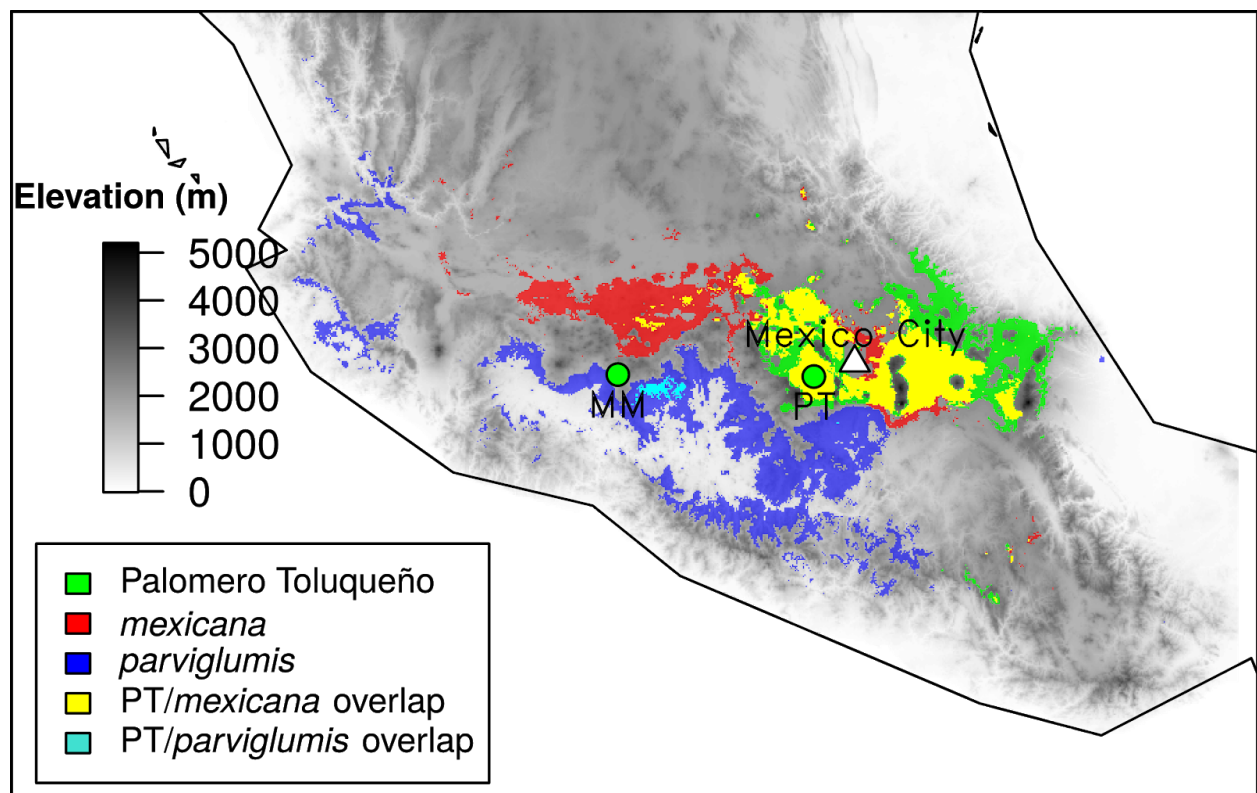 Elevation (m)
5000
4000
3000
2000
1000
0
Mexico City
MM
PT
Palomero Toluqueño
mexicana
parviglumis
PT/mexicana overlap
PT/parviglumis overlap